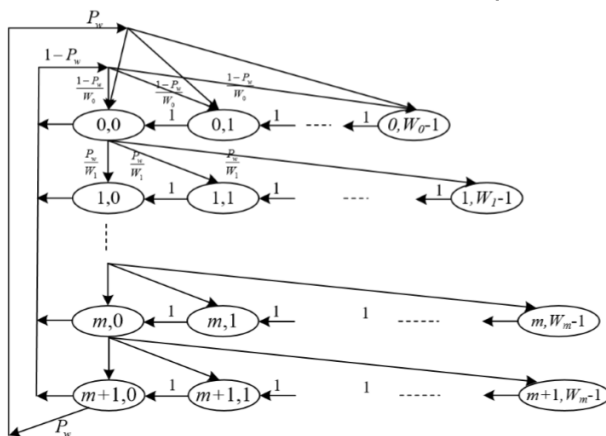 P_w
1-P_w
1-P_w/W_0 1-P_w/W_0 1-P_w/W_0
0,0 1 0,1 1 ---- 1 0,W_0-1
P_w/W_1 P_w/W_1 P_w/W_1
1,0 1 1,1 1 ---- 1 1,W_1-1
m,0 1 m,1 1 1 ------ m,W_m-1
m+1,0 1 m+1,1 1 1 ------ m+1,W_m-1
P_w